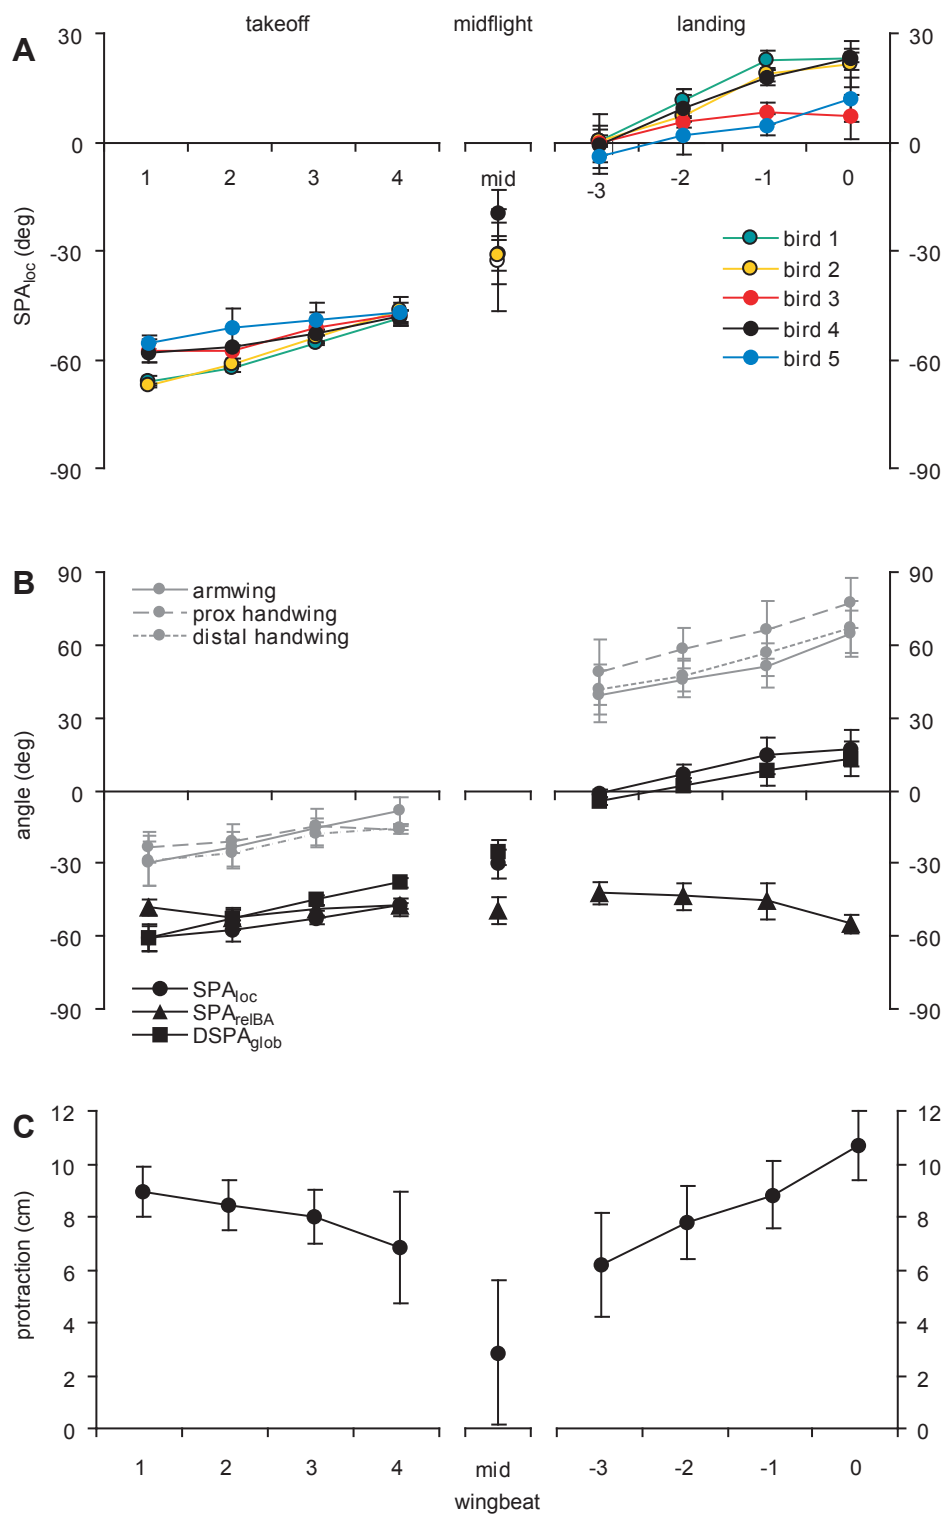 takeoff midflight landing
A
30 30
0 0
1 2 3 4 mid -3 -2 -1 0
-30 -30
-60 -60
-90 -90
SPAloc (deg)
bird 1
bird 2
bird 3
bird 4
bird 5
B
90 90
60 60
30 30
0 0
-30 -30
-60 -60
-90 -90
angle (deg)
armwing
prox handwing
distal handwing
SPAloc
SPArelBA
DSPAglob
C
12 12
10 10
8 8
6 6
4 4
2 2
0 0
protraction (cm)
1 2 3 4 mid -3 -2 -1 0
wingbeat